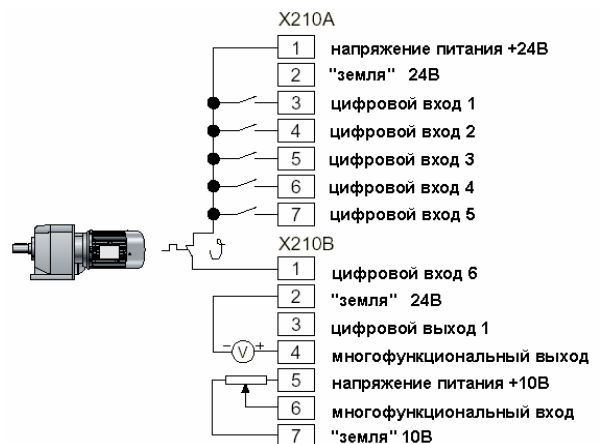 X210A
1 напряжение питания +24В
2 "земля" 24В
3 цифровой вход 1
4 цифровой вход 2
5 цифровой вход 3
6 цифровой вход 4
7 цифровой вход 5
X210B
1 цифровой вход 6
2 "земля" 24В
3 цифровой выход 1
− V + 4 многофункциональный выход
5 напряжение питания +10В
6 многофункциональный вход
7 "земля" 10В